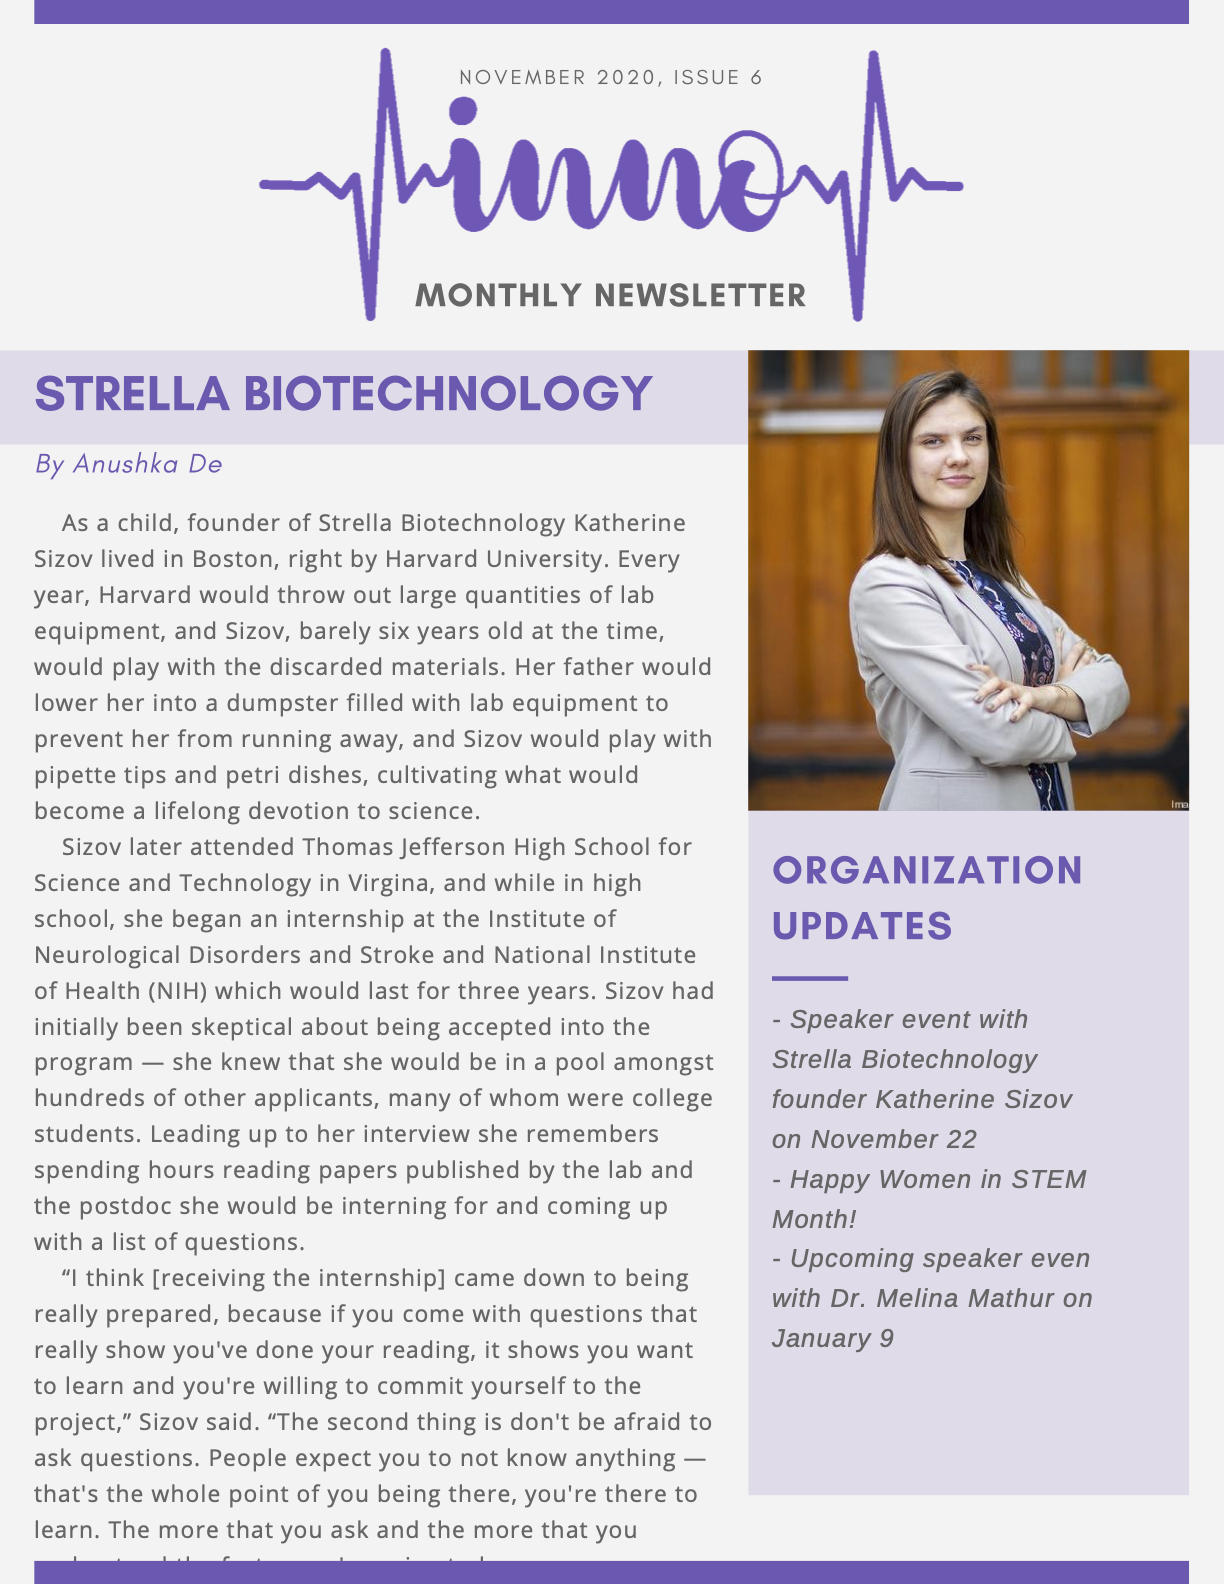 NOVEMBER 2020, ISSUE 6
inno
MONTHLY NEWSLETTER
STRELLA BIOTECHNOLOGY
By Anushka De
As a child, founder of Strella Biotechnology Katherine
Sizov lived in Boston, right by Harvard University. Every
year, Harvard would throw out large quantities of lab
equipment, and Sizov, barely six years old at the time,
would play with the discarded materials. Her father would
lower her into a dumpster filled with lab equipment to
prevent her from running away, and Sizov would play with
pipette tips and petri dishes, cultivating what would
become a lifelong devotion to science.
Sizov later attended Thomas Jefferson High School for
Science and Technology in Virgina, and while in high
school, she began an internship at the Institute of
Neurological Disorders and Stroke and National Institute
of Health (NIH) which would last for three years. Sizov had
initially been skeptical about being accepted into the
program — she knew that she would be in a pool amongst
hundreds of other applicants, many of whom were college
students. Leading up to her interview she remembers
spending hours reading papers published by the lab and
the postdoc she would be interning for and coming up
with a list of questions.
“I think [receiving the internship] came down to being
really prepared, because if you come with questions that
really show you've done your reading, it shows you want
to learn and you're willing to commit yourself to the
project,” Sizov said. “The second thing is don't be afraid to
ask questions. People expect you to not know anything —
that's the whole point of you being there, you're there to
learn. The more that you ask and the more that you
Ima
ORGANIZATION
UPDATES
- Speaker event with
Strella Biotechnology
founder Katherine Sizov
on November 22
- Happy Women in STEM
Month!
- Upcoming speaker even
with Dr. Melina Mathur on
January 9